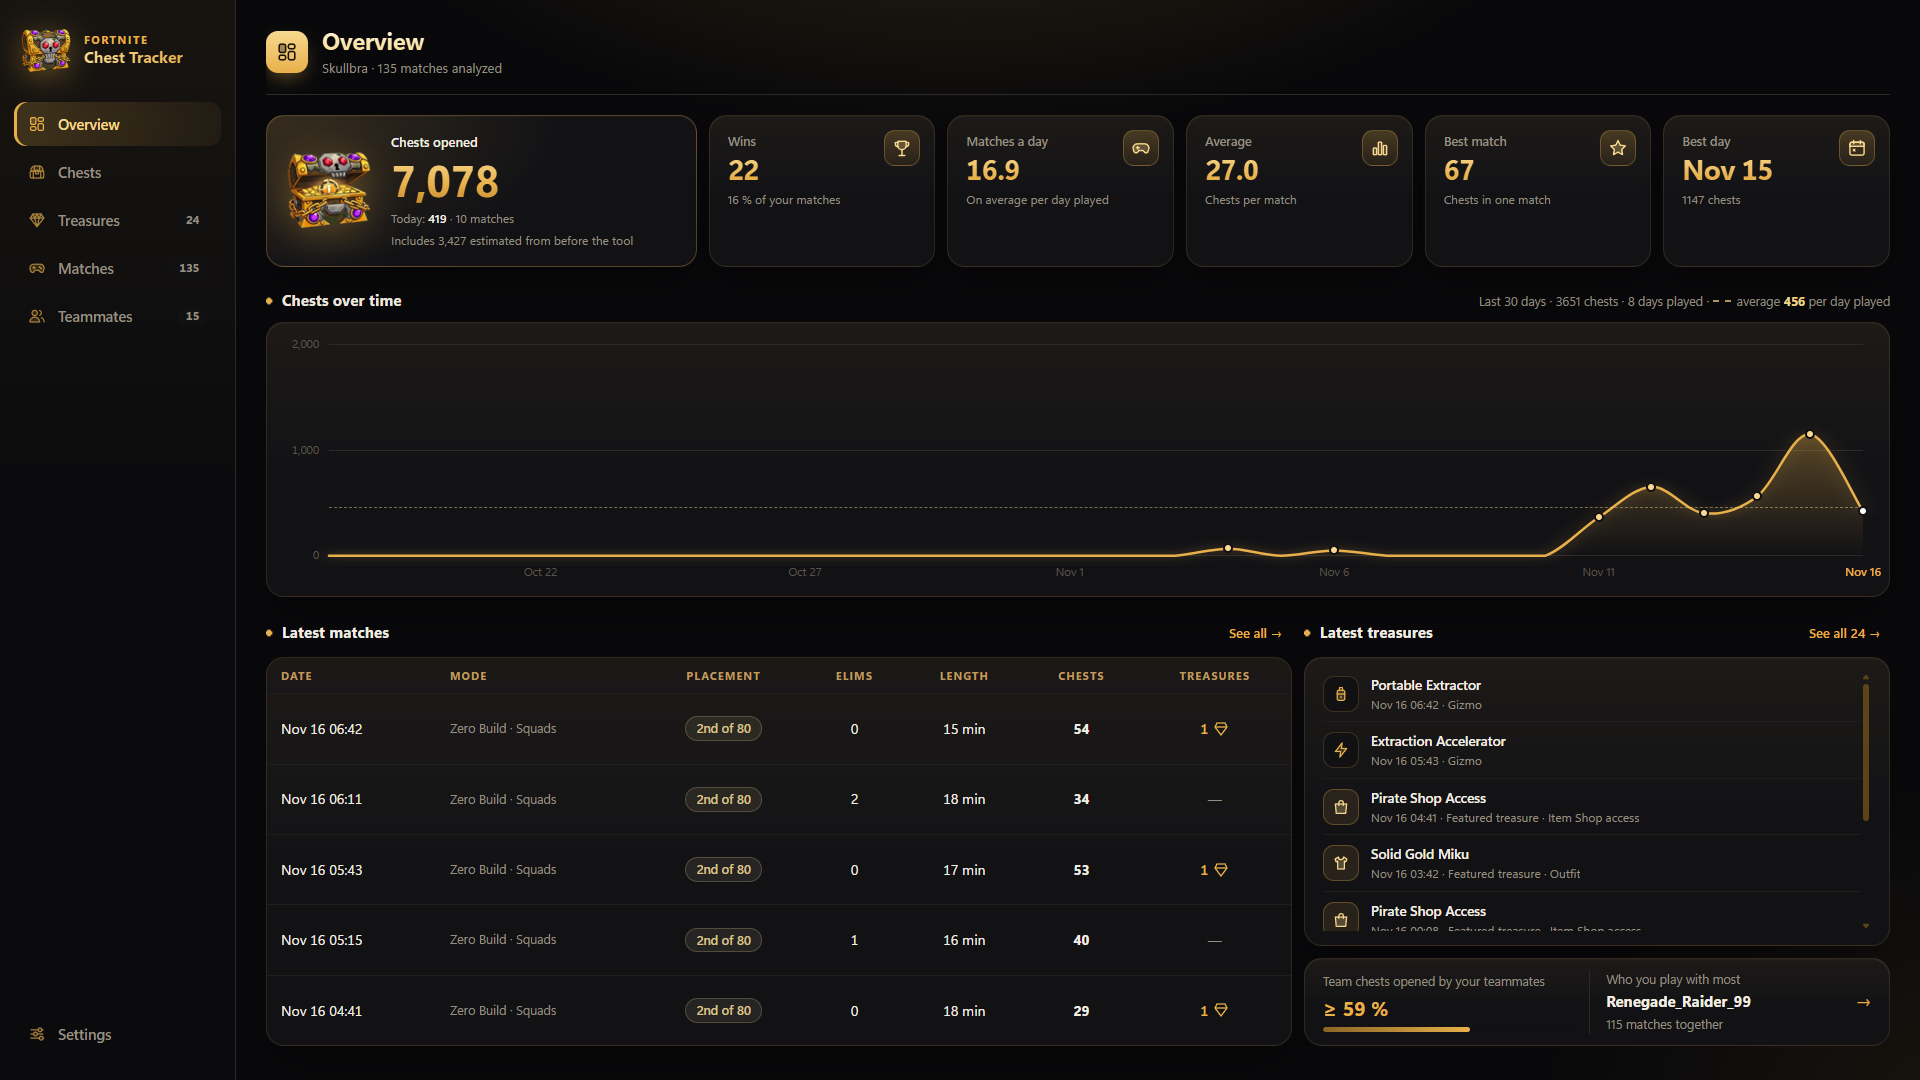 FORTNITE
Chest Tracker
Overview
Chests
Treasures 24
Matches 135
Teammates 15
Settings
Overview
Skullbra · 135 matches analyzed
Chests opened
7,078
Today: 419 · 10 matches
Includes 3,427 estimated from before the tool
Wins
22
16 % of your matches
Matches a day
16.9
On average per day played
Average
27.0
Chests per match
Best match
67
Chests in one match
Best day
Nov 15
1147 chests
Chests over time
Last 30 days · 3651 chests · 8 days played · average 456 per day played
2,000
1,000
0
Oct 22 Oct 27 Nov 1 Nov 6 Nov 11 Nov 16
Latest matches
See all →
DATE MODE PLACEMENT ELIMS LENGTH CHESTS TREASURES
Nov 16 06:42 Zero Build · Squads 2nd of 80 0 15 min 54 1
Nov 16 06:11 Zero Build · Squads 2nd of 80 2 18 min 34 —
Nov 16 05:43 Zero Build · Squads 2nd of 80 0 17 min 53 1
Nov 16 05:15 Zero Build · Squads 2nd of 80 1 16 min 40 —
Nov 16 04:41 Zero Build · Squads 2nd of 80 0 18 min 29 1
Latest treasures
See all 24 →
Portable Extractor
Nov 16 06:42 · Gizmo
Extraction Accelerator
Nov 16 05:43 · Gizmo
Pirate Shop Access
Nov 16 04:41 · Featured treasure · Item Shop access
Solid Gold Miku
Nov 16 03:42 · Featured treasure · Outfit
Pirate Shop Access
Nov 16 00:08 · Featured treasure · Item Shop access
Team chests opened by your teammates
≥ 59 %
Who you play with most
Renegade_Raider_99
115 matches together
→